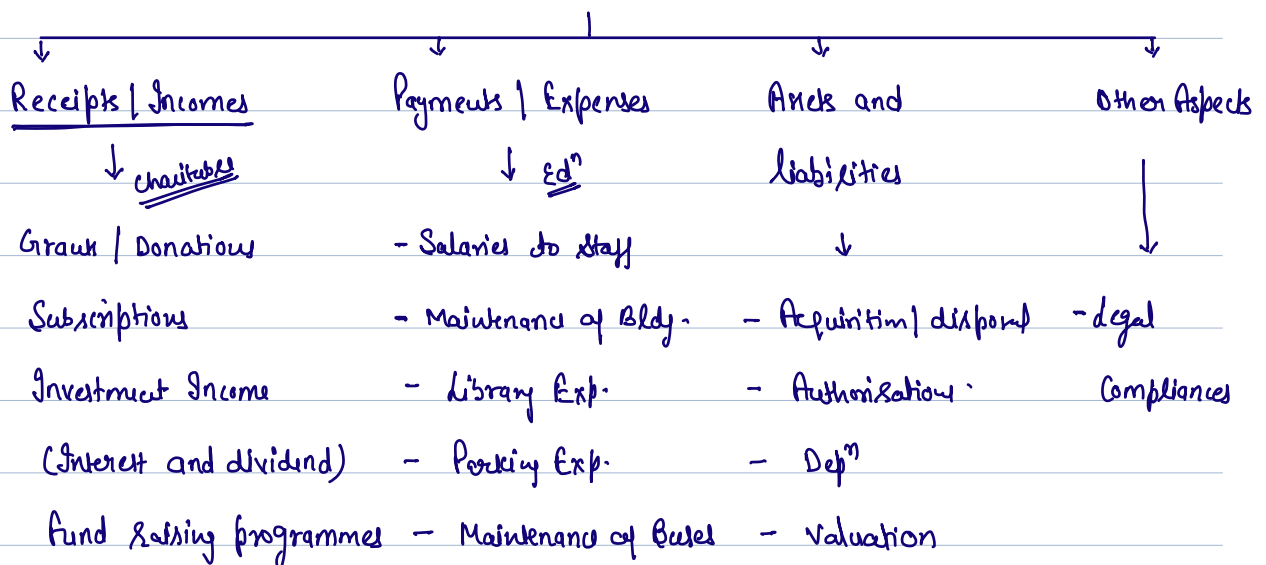 Receipts | Incomes Payments | Expenses Assets and Other Aspects
Charitable Edⁿ liabilities
Grants | Donations - Salaries to Staff
Subscriptions - Maintenance of Bldg. - Acquisition | disposal - Legal
Investment Income - Library Exp. - Authorisations. Compliances
(Interest and dividend) - Parking Exp. - Depⁿ
fund raising programmes - Maintenance of Buses - Valuation